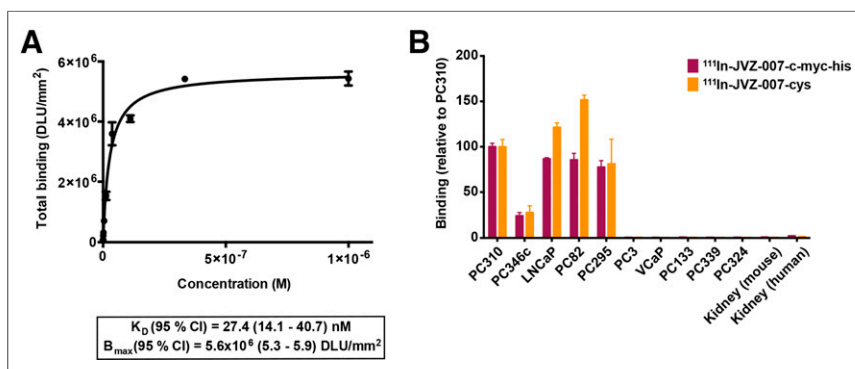 A
Total binding (DLU/mm²)
6×10⁶
4×10⁶
2×10⁶
0
0
5×10⁻⁷
1×10⁻⁶
Concentration (M)
K_D (95 % CI) = 27.4 (14.1 - 40.7) nM
B_max (95 % CI) = 5.6x10⁶ (5.3 - 5.9) DLU/mm²
B
Binding (relative to PC310)
200
150
100
50
0
¹¹¹In-JVZ-007-c-myc-his
¹¹¹In-JVZ-007-cys
PC310
PC346c
LNCaP
PC82
PC295
PC3
VCaP
PC133
PC339
PC324
Kidney (mouse)
Kidney (human)